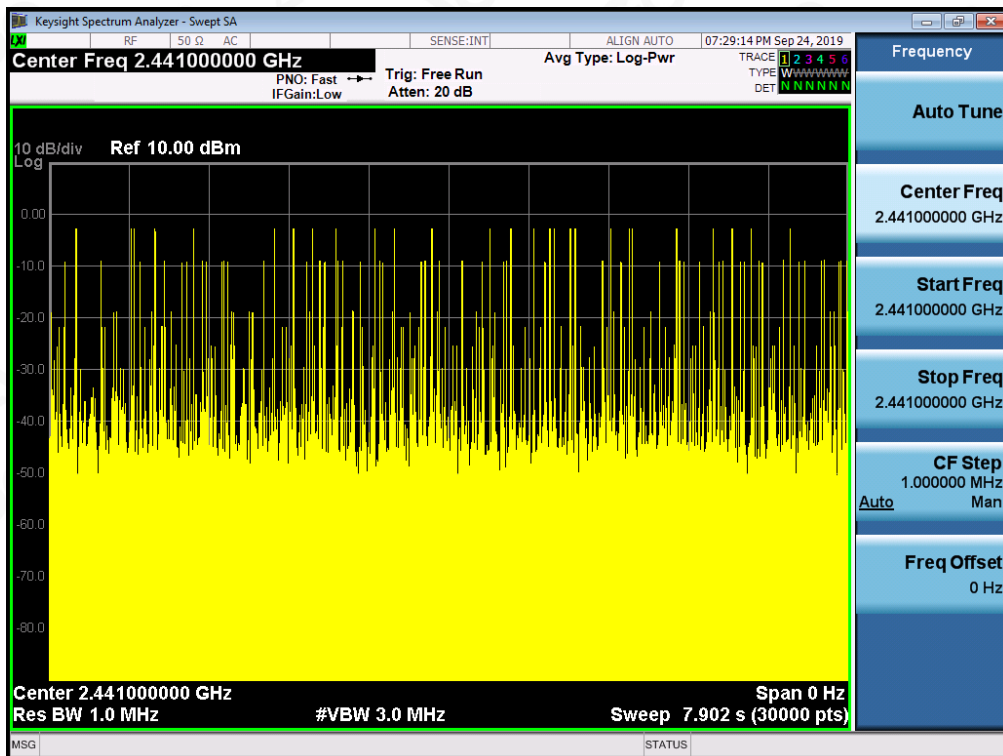 Keysight Spectrum Analyzer - Swept SA
LXI RF 50 Ω AC SENSE:INT ALIGN AUTO 07:29:14 PM Sep 24, 2019
Center Freq 2.441000000 GHz
PNO: Fast
IFGain:Low
Trig: Free Run
Atten: 20 dB
Avg Type: Log-Pwr
TRACE 1 2 3 4 5 6
TYPE W
DET N N N N N N
10 dB/div Ref 10.00 dBm
Log
0.00
-10.0
-20.0
-30.0
-40.0
-50.0
-60.0
-70.0
-80.0
Center 2.441000000 GHz Span 0 Hz
Res BW 1.0 MHz #VBW 3.0 MHz Sweep 7.902 s (30000 pts)
MSG STATUS
Frequency
Auto Tune
Center Freq
2.441000000 GHz
Start Freq
2.441000000 GHz
Stop Freq
2.441000000 GHz
CF Step
1.000000 MHz
Auto Man
Freq Offset
0 Hz